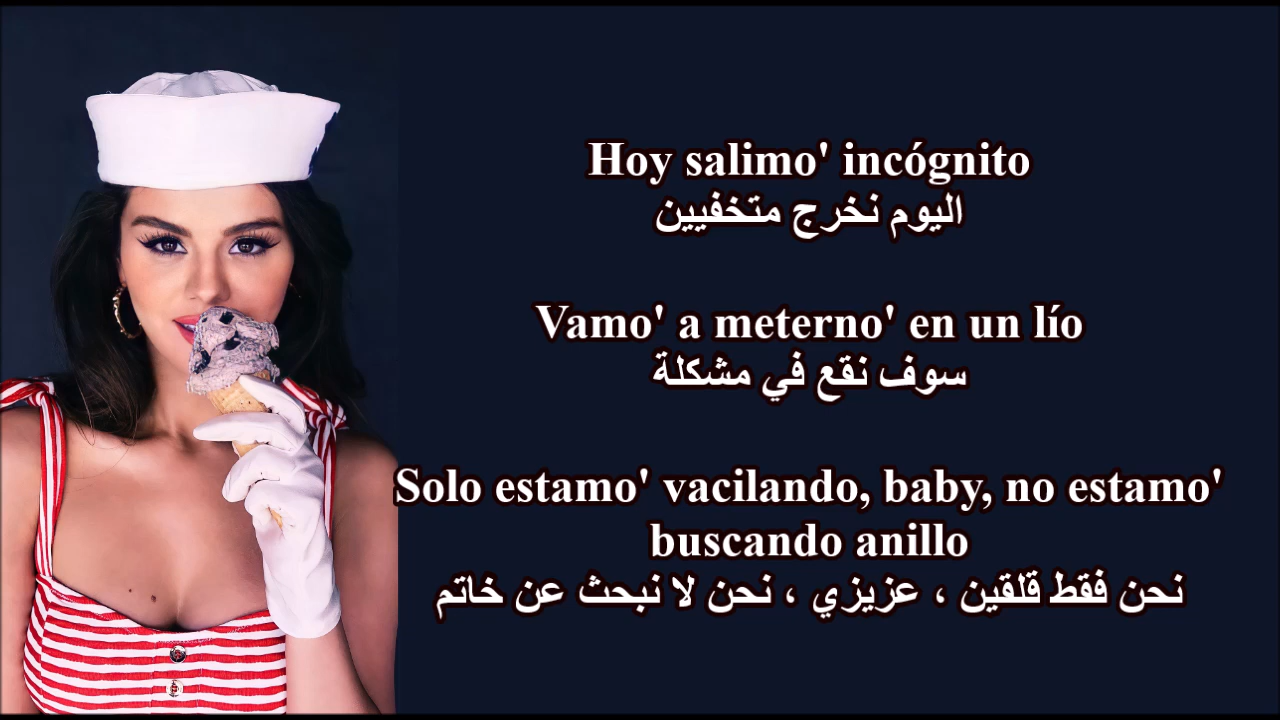 Hoy salimo' incógnito
اليوم نخرج متخفيين
Vamo' a meterno' en un lío
سوف نقع في مشكلة
Solo estamo' vacilando, baby, no estamo'
buscando anillo
نحن فقط قلقين ، عزيزي ، نحن لا نبحث عن خاتم